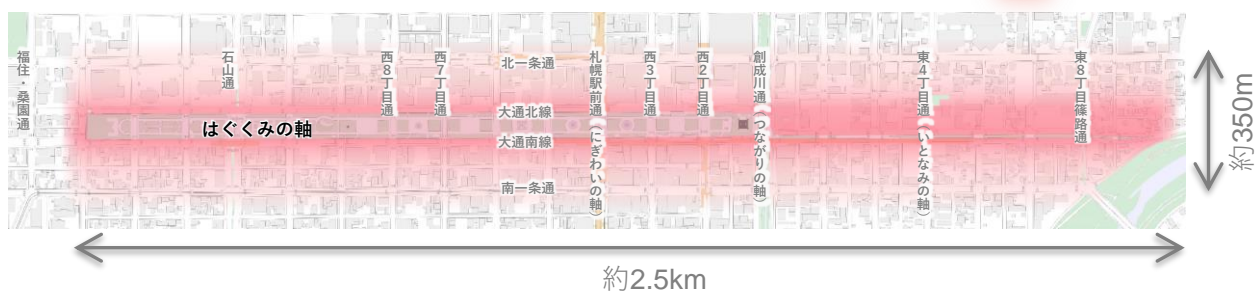 福住・桑園通
石山通
西８丁目通
西７丁目通
北一条通
札幌駅前通(にぎわいの軸)
西３丁目通
西２丁目通
創成川通(つながりの軸)
東４丁目通(いとなみの軸)
東８丁目篠路通
大通北線
はぐくみの軸
大通南線
南一条通
約350m
約2.5km